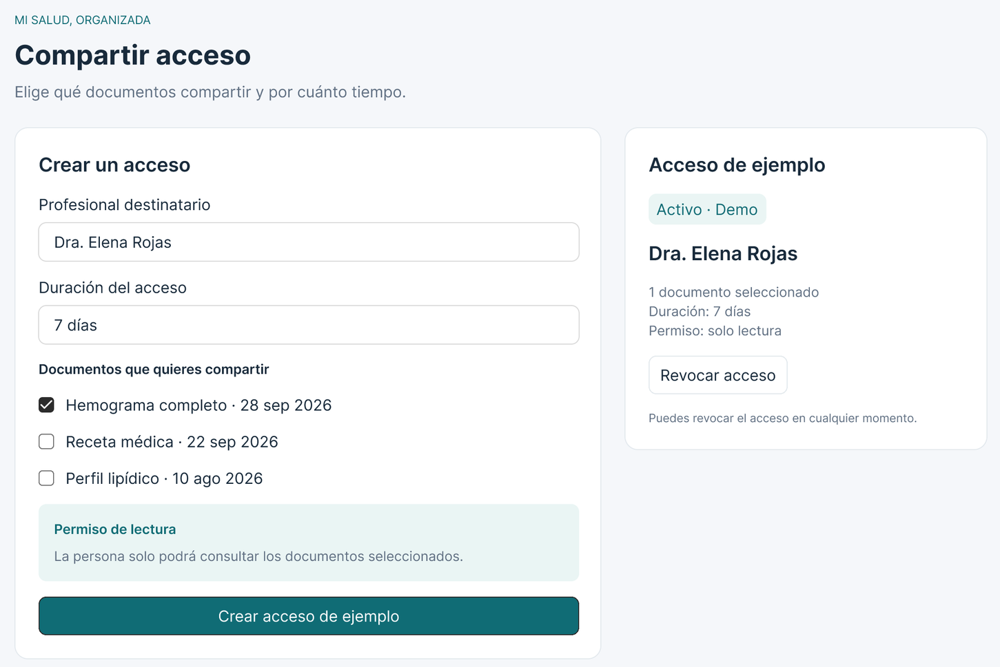 MI SALUD, ORGANIZADA
Compartir acceso
Elige qué documentos compartir y por cuánto tiempo.
Crear un acceso
Profesional destinatario
Dra. Elena Rojas
Duración del acceso
7 días
Documentos que quieres compartir
Hemograma completo · 28 sep 2026
Receta médica · 22 sep 2026
Perfil lipídico · 10 ago 2026
Permiso de lectura
La persona solo podrá consultar los documentos seleccionados.
Crear acceso de ejemplo
Acceso de ejemplo
Activo · Demo
Dra. Elena Rojas
1 documento seleccionado
Duración: 7 días
Permiso: solo lectura
Revocar acceso
Puedes revocar el acceso en cualquier momento.